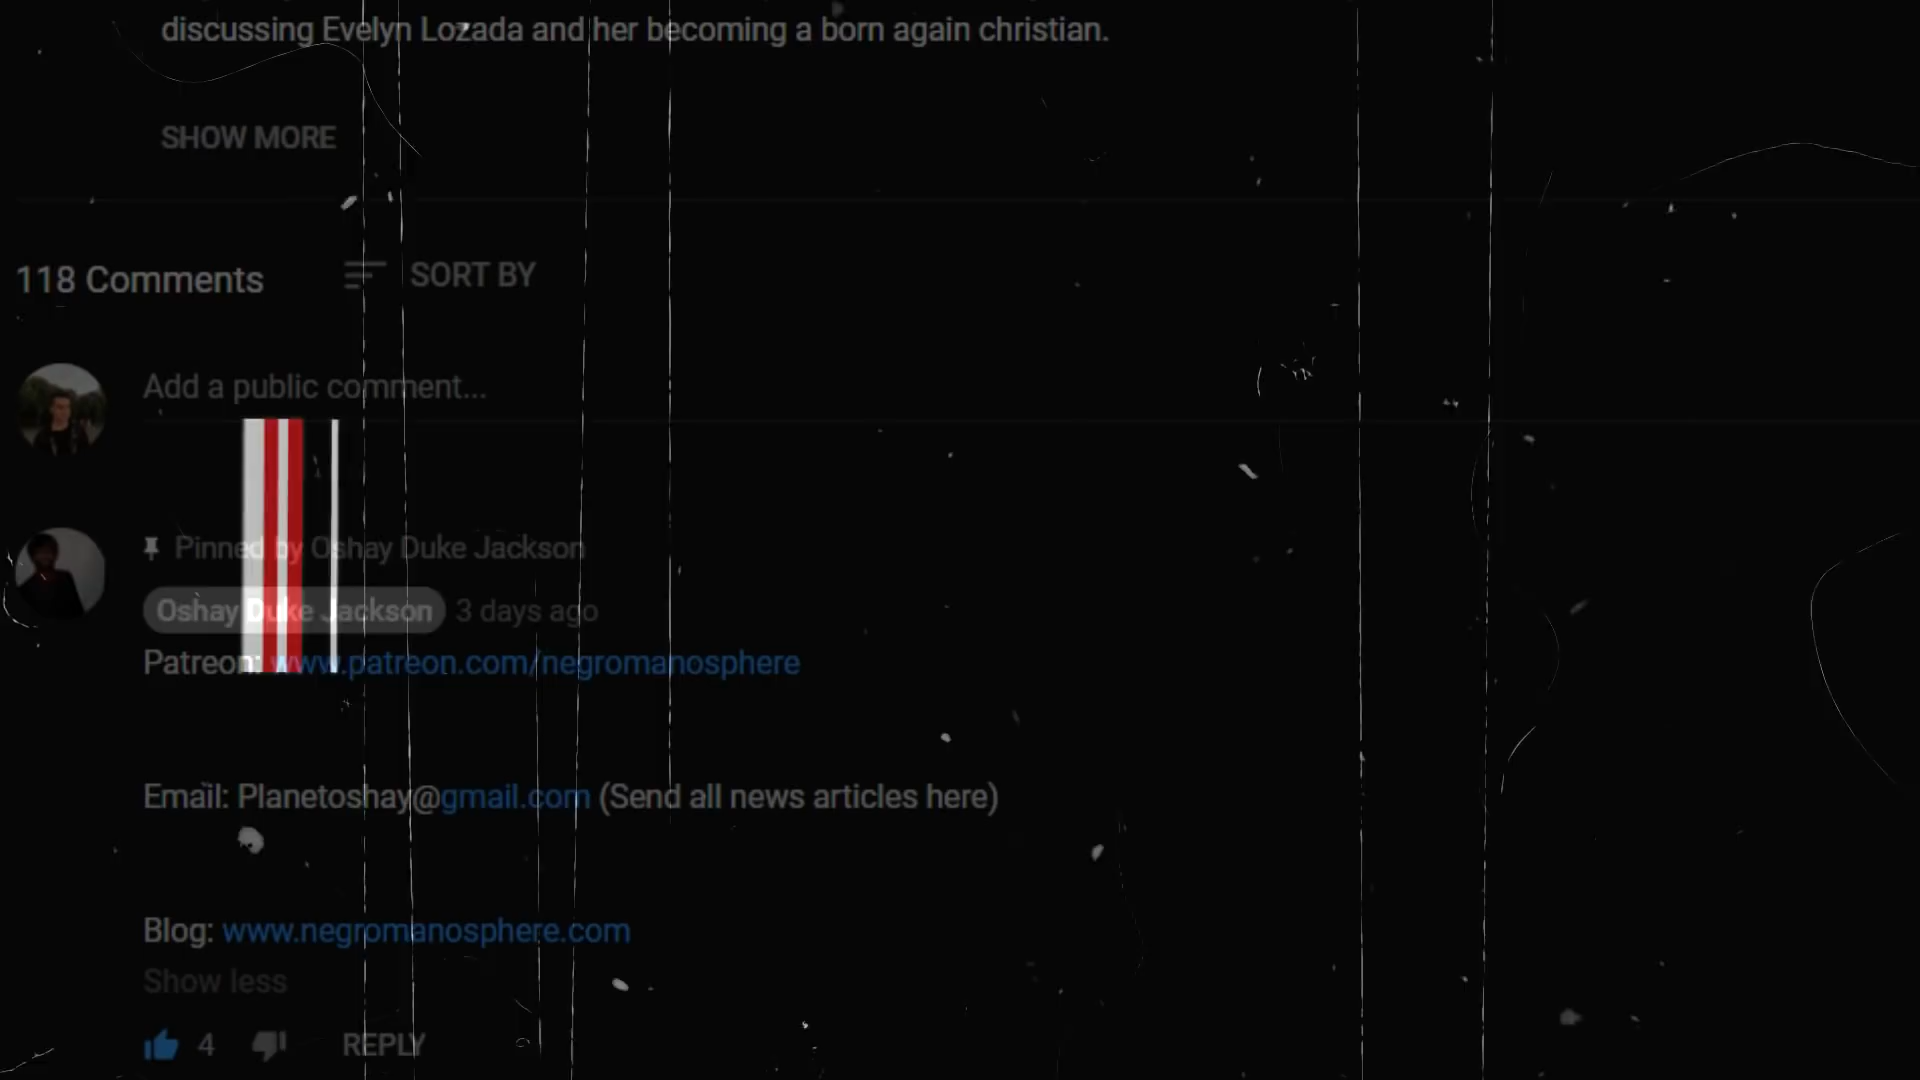 discussing Evelyn Lozada and her becoming a born again christian.
SHOW MORE
118 Comments SORT BY
Add a public comment...
Pinned by Oshay Duke Jackson
Oshay Duke Jackson 3 days ago
Patreon: www.patreon.com/negromanosphere
Email: Planetoshay@gmail.com (Send all news articles here)
Blog: www.negromanosphere.com
Show less
4 REPLY